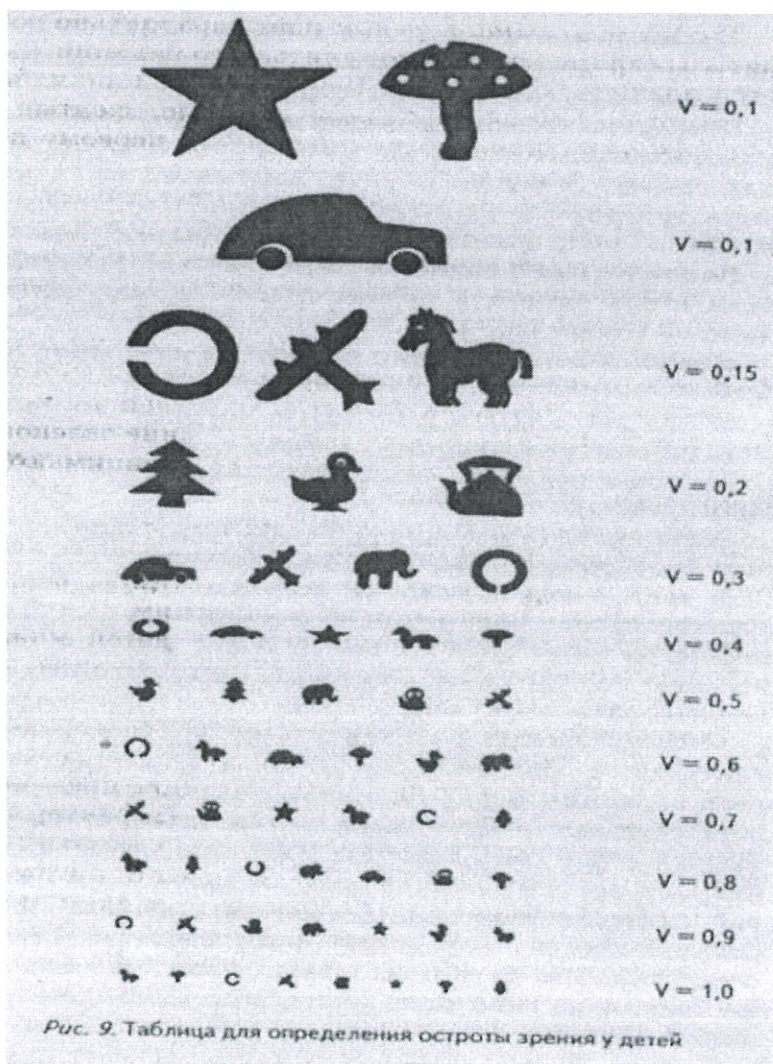 V = 0,1
V = 0,1
V = 0,15
V = 0,2
V = 0,3
V = 0,4
V = 0,5
V = 0,6
V = 0,7
V = 0,8
V = 0,9
V = 1,0
Рис. 9. Таблица для определения остроты зрения у детей